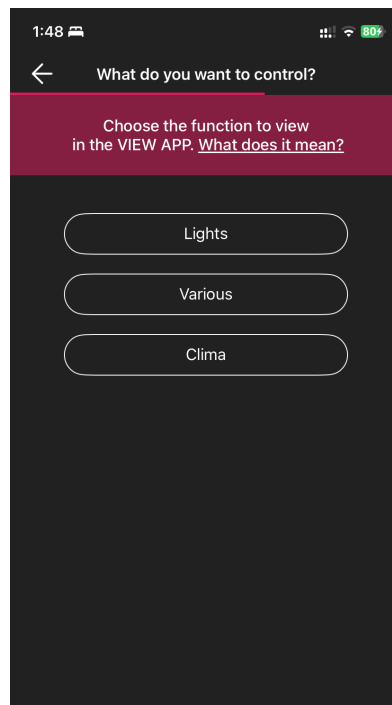 1:48
80
What do you want to control?
Choose the function to view
in the VIEW APP. What does it mean?
Lights
Various
Clima